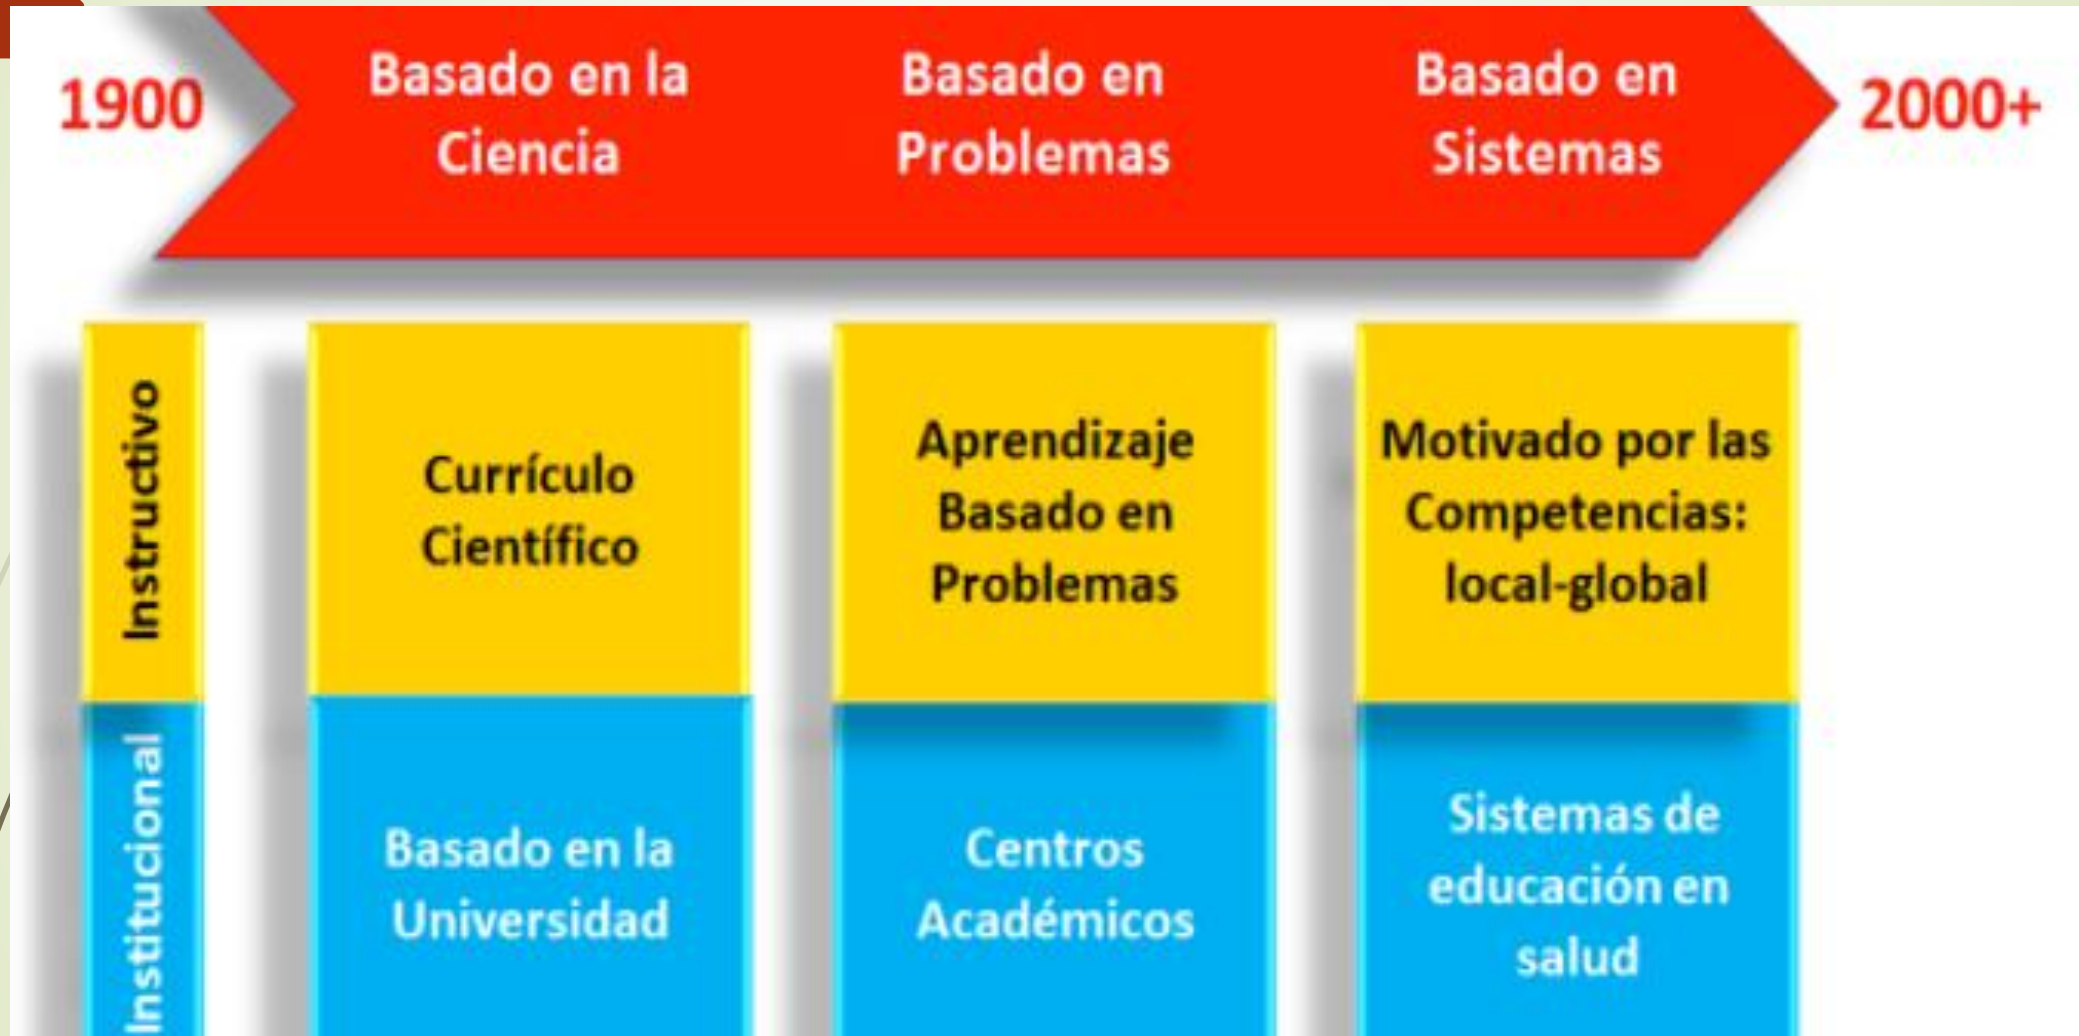 1900
Basado en la
Ciencia
Basado en
Problemas
Basado en
Sistemas
2000+
Instructivo
Currículo
Científico
Aprendizaje
Basado en
Problemas
Motivado por las
Competencias:
local-global
Institucional
Basado en la
Universidad
Centros
Académicos
Sistemas de
educación en
salud